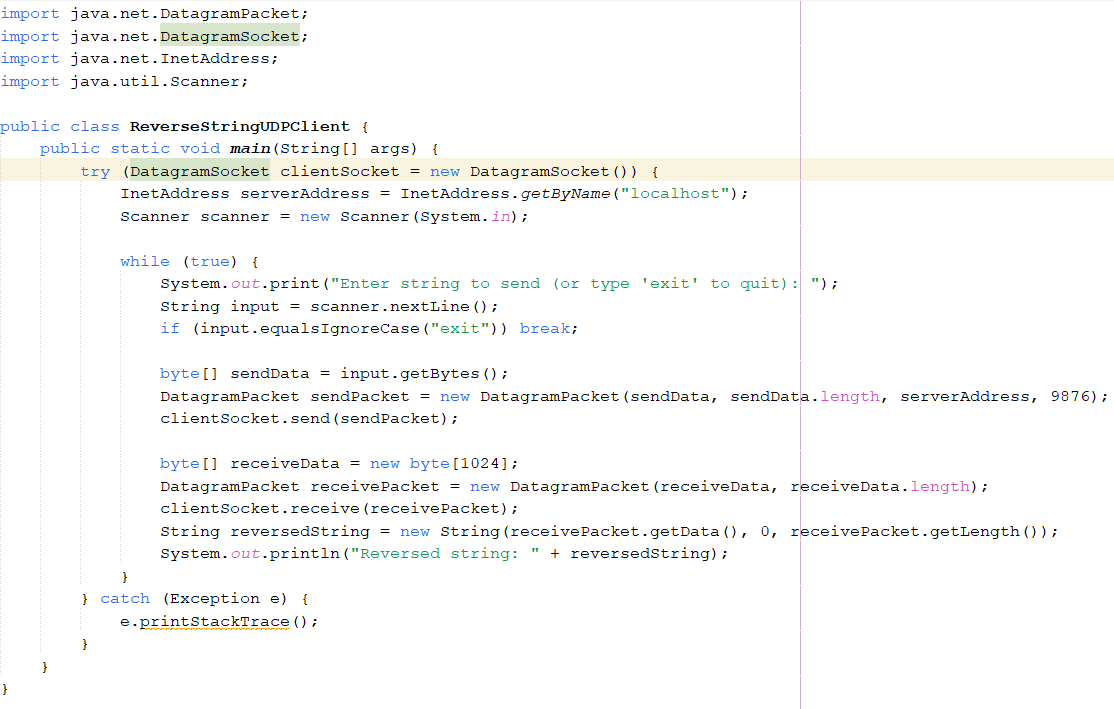 import java.net.DatagramPacket;
import java.net.DatagramSocket;
import java.net.InetAddress;
import java.util.Scanner;

public class ReverseStringUDPClient {
    public static void main(String[] args) {
        try (DatagramSocket clientSocket = new DatagramSocket()) {
            InetAddress serverAddress = InetAddress.getByName("localhost");
            Scanner scanner = new Scanner(System.in);

            while (true) {
                System.out.print("Enter string to send (or type 'exit' to quit): ");
                String input = scanner.nextLine();
                if (input.equalsIgnoreCase("exit")) break;

                byte[] sendData = input.getBytes();
                DatagramPacket sendPacket = new DatagramPacket(sendData, sendData.length, serverAddress, 9876);
                clientSocket.send(sendPacket);

                byte[] receiveData = new byte[1024];
                DatagramPacket receivePacket = new DatagramPacket(receiveData, receiveData.length);
                clientSocket.receive(receivePacket);
                String reversedString = new String(receivePacket.getData(), 0, receivePacket.getLength());
                System.out.println("Reversed string: " + reversedString);
            }
        } catch (Exception e) {
            e.printStackTrace();
        }
    }
}